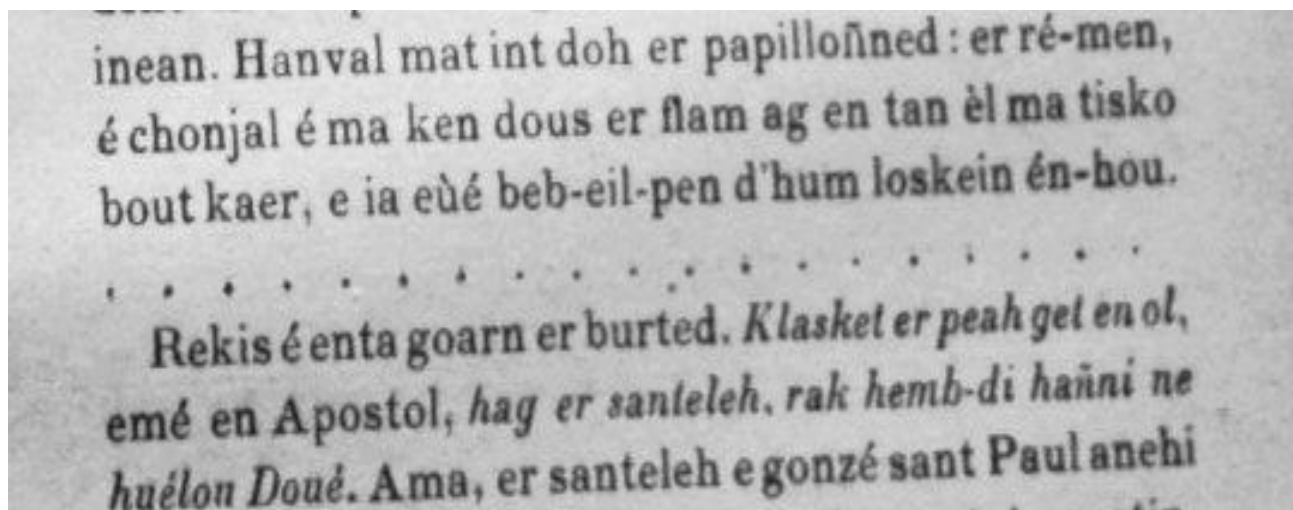 inean. Hanval mat int doh er papilloñned : er ré-men,
é chonjal é ma ken dous er flam ag en tan èl ma tisko
bout kaer, e ia eùé beb-eil-pen d'hum loskein én-hou.
. . . . . . . . . . . . . . . . . . .
Rekis é enta goarn er burted. Klasket er peah get en ol,
emé en Apostol, hag er santeleh, rak hemb-di hañni ne
huélou Doué. Ama, er santeleh e gonzé sant Paul anehi